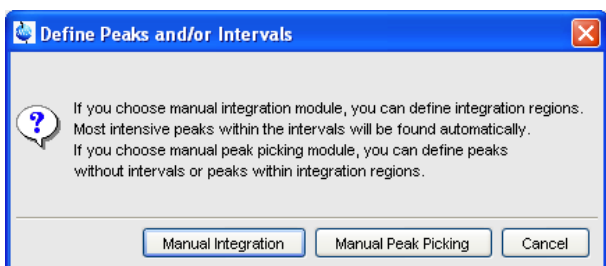 Define Peaks and/or Intervals
If you choose manual integration module, you can define integration regions.
Most intensive peaks within the intervals will be found automatically.
If you choose manual peak picking module, you can define peaks
without intervals or peaks within integration regions.
Manual Integration Manual Peak Picking Cancel